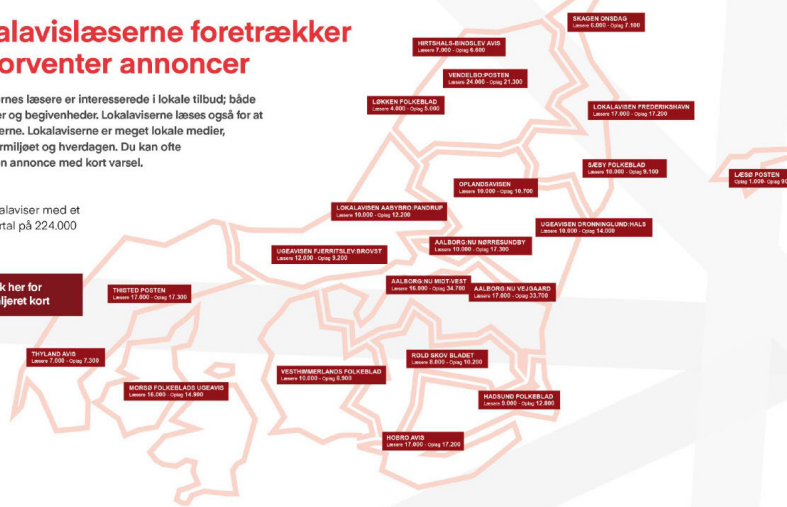 alavislæserne foretrækker
orventer annoncer
ernes læsere er interesserede i lokale tilbud; både
er og begivenheder. Lokalaviserne læses også for at
serne. Lokalaviserne er meget lokale medier,
rmiljøet og hverdagen. Du kan ofte
n annonce med kort varsel.
alaviser med et
rtal på 224.000
k her for
ljeret kort
SKAGEN ONSDAG
Læsere 6.000 - Oplag 7.100
HIRTSHALS-BINDSLEV AVIS
Læsere 7.000 - Oplag 6.600
VENDELBO:POSTEN
Læsere 24.000 - Oplag 21.300
LØKKEN FOLKEBLAD
Læsere 4.000 - Oplag 5.000
LOKALAVISEN FREDERIKSHAVN
Læsere 17.000 - Oplag 17.200
SÆBY FOLKEBLAD
Læsere 10.000 - Oplag 9.100
LÆSØ POSTEN
Oplag 1.000- Oplag
OPLANDSAVISEN
Læsere 10.000 - Oplag 10.700
LOKALAVISEN AABYBRO:PANDRUP
Læsere 10.000 - Oplag 12.200
UGEAVISEN DRONNINGLUND:HALS
Læsere 10.000 - Oplag 14.000
AALBORG:NU NØRRESUNDBY
Læsere 10.000 - Oplag 17.300
UGEAVISEN FJERRITSLEV:BROVST
Læsere 12.000 - Oplag 9.200
AALBORG:NU MIDT-VEST
Læsere 16.000 - Oplag 34.700
AALBORG:NU VEJGAARD
Læsere 17.000 - Oplag 33.700
THISTED POSTEN
Læsere 17.000 - Oplag 17.300
THYLAND AVIS
Læsere 7.000 - Oplag 7.300
ROLD SKOV BLADET
Læsere 8.000 - Oplag 10.200
VESTHIMMERLANDS FOLKEBLAD
Læsere 10.000 - Oplag 8.900
MORSØ FOLKEBLADS UGEAVIS
Læsere 16.000 - Oplag 14.900
HADSUND FOLKEBLAD
Læsere 9.000 - Oplag 12.800
HOBRO AVIS
Læsere 17.000 - Oplag 17.200